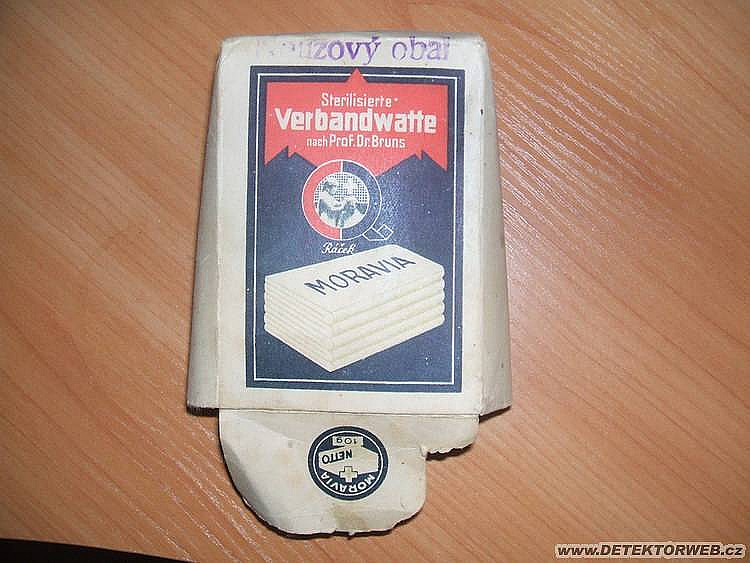 obal
Sterilisierte
Verbandwatte
nach Prof. Dr. Bruns
Ráček
MORAVIA
10g
NETTO
MORAVIA
www.DETEKTORWEB.cz